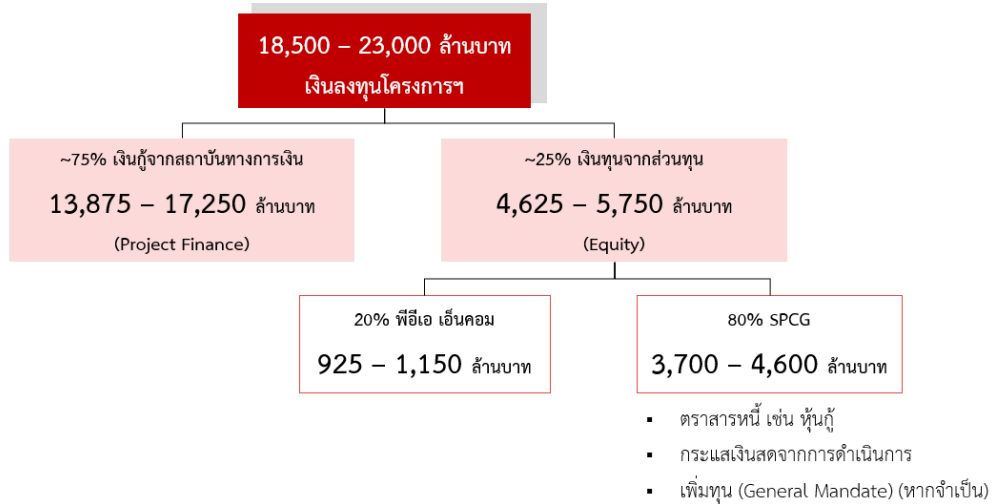 18,500 – 23,000 ล้านบาท
เงินลงทุนโครงการฯ
~75% เงินกู้จากสถาบันทางการเงิน
13,875 – 17,250 ล้านบาท
(Project Finance)
~25% เงินทุนจากส่วนทุน
4,625 – 5,750 ล้านบาท
(Equity)
20% พีอีเอ เอ็นคอม
925 – 1,150 ล้านบาท
80% SPCG
3,700 – 4,600 ล้านบาท
▪ ตราสารหนี้ เช่น หุ้นกู้
▪ กระแสเงินสดจากการดำเนินการ
▪ เพิ่มทุน (General Mandate) (หากจำเป็น)